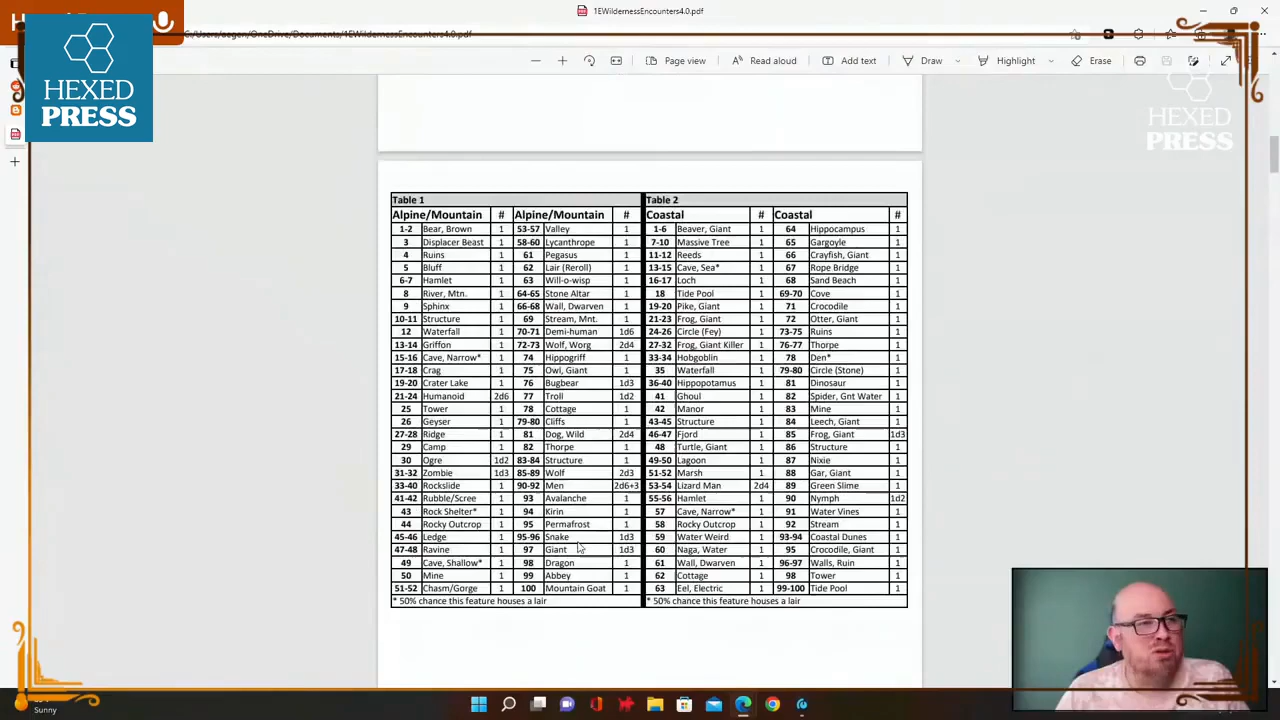 1EWildernessEncounters4.0.pdf
C:/Users/aegen/OneDrive/Documents/1EWildernessEncounters4.0.pdf
HEXED
PRESS
Page view
Read aloud
Add text
Draw
Highlight
Erase
HEXED
PRESS
Table 1 Table 2
Alpine/Mountain # Alpine/Mountain # Coastal # Coastal #
1-2 Bear, Brown 1 53-57 Valley 1 1-6 Beaver, Giant 1 64 Hippocampus 1
3 Displacer Beast 1 58-60 Lycanthrope 1 7-10 Massive Tree 1 65 Gargoyle 1
4 Ruins 1 61 Pegasus 1 11-12 Reeds 1 66 Crayfish, Giant 1
5 Bluff 1 62 Lair (Reroll) 1 13-15 Cave, Sea* 1 67 Rope Bridge 1
6-7 Hamlet 1 63 Will-o-wisp 1 16-17 Loch 1 68 Sand Beach 1
8 River, Mtn. 1 64-65 Stone Altar 1 18 Tide Pool 1 69-70 Cove 1
9 Sphinx 1 66-68 Wall, Dwarven 1 19-20 Pike, Giant 1 71 Crocodile 1
10-11 Structure 1 69 Stream, Mnt. 1 21-23 Frog, Giant 1 72 Otter, Giant 1
12 Waterfall 1 70-71 Demi-human 1d6 24-26 Circle (Fey) 1 73-75 Ruins 1
13-14 Griffon 1 72-73 Wolf, Worg 2d4 27-32 Frog, Giant Killer 1 76-77 Thorpe 1
15-16 Cave, Narrow* 1 74 Hippogriff 1 33-34 Hobgoblin 1 78 Den* 1
17-18 Crag 1 75 Owl, Giant 1 35 Waterfall 1 79-80 Circle (Stone) 1
19-20 Crater Lake 1 76 Bugbear 1d3 36-40 Hippopotamus 1 81 Dinosaur 1
21-24 Humanoid 2d6 77 Troll 1d2 41 Ghoul 1 82 Spider, Gnt Water 1
25 Tower 1 78 Cottage 1 42 Manor 1 83 Mine 1
26 Geyser 1 79-80 Cliffs 1 43-45 Structure 1 84 Leech, Giant 1
27-28 Ridge 1 81 Dog, Wild 2d4 46-47 Fjord 1 85 Frog, Giant 1d3
29 Camp 1 82 Thorpe 1 48 Turtle, Giant 1 86 Structure 1
30 Ogre 1d2 83-84 Structure 1 49-50 Lagoon 1 87 Nixie 1
31-32 Zombie 1d3 85-89 Wolf 2d3 51-52 Marsh 1 88 Gar, Giant 1
33-40 Rockslide 1 90-92 Men 2d6+3 53-54 Lizard Man 2d4 89 Green Slime 1
41-42 Rubble/Scree 1 93 Avalanche 1 55-56 Hamlet 1 90 Nymph 1d2
43 Rock Shelter* 1 94 Kirin 1 57 Cave, Narrow* 1 91 Water Vines 1
44 Rocky Outcrop 1 95 Permafrost 1 58 Rocky Outcrop 1 92 Stream 1
45-46 Ledge 1 95-96 Snake 1d3 59 Water Weird 1 93-94 Coastal Dunes 1
47-48 Ravine 1 97 Giant 1d3 60 Naga, Water 1 95 Crocodile, Giant 1
49 Cave, Shallow* 1 98 Dragon 1 61 Wall, Dwarven 1 96-97 Walls, Ruin 1
50 Mine 1 99 Abbey 1 62 Cottage 1 98 Tower 1
51-52 Chasm/Gorge 1 100 Mountain Goat 1 63 Eel, Electric 1 99-100 Tide Pool 1
* 50% chance this feature houses a lair * 50% chance this feature houses a lair
Sunny